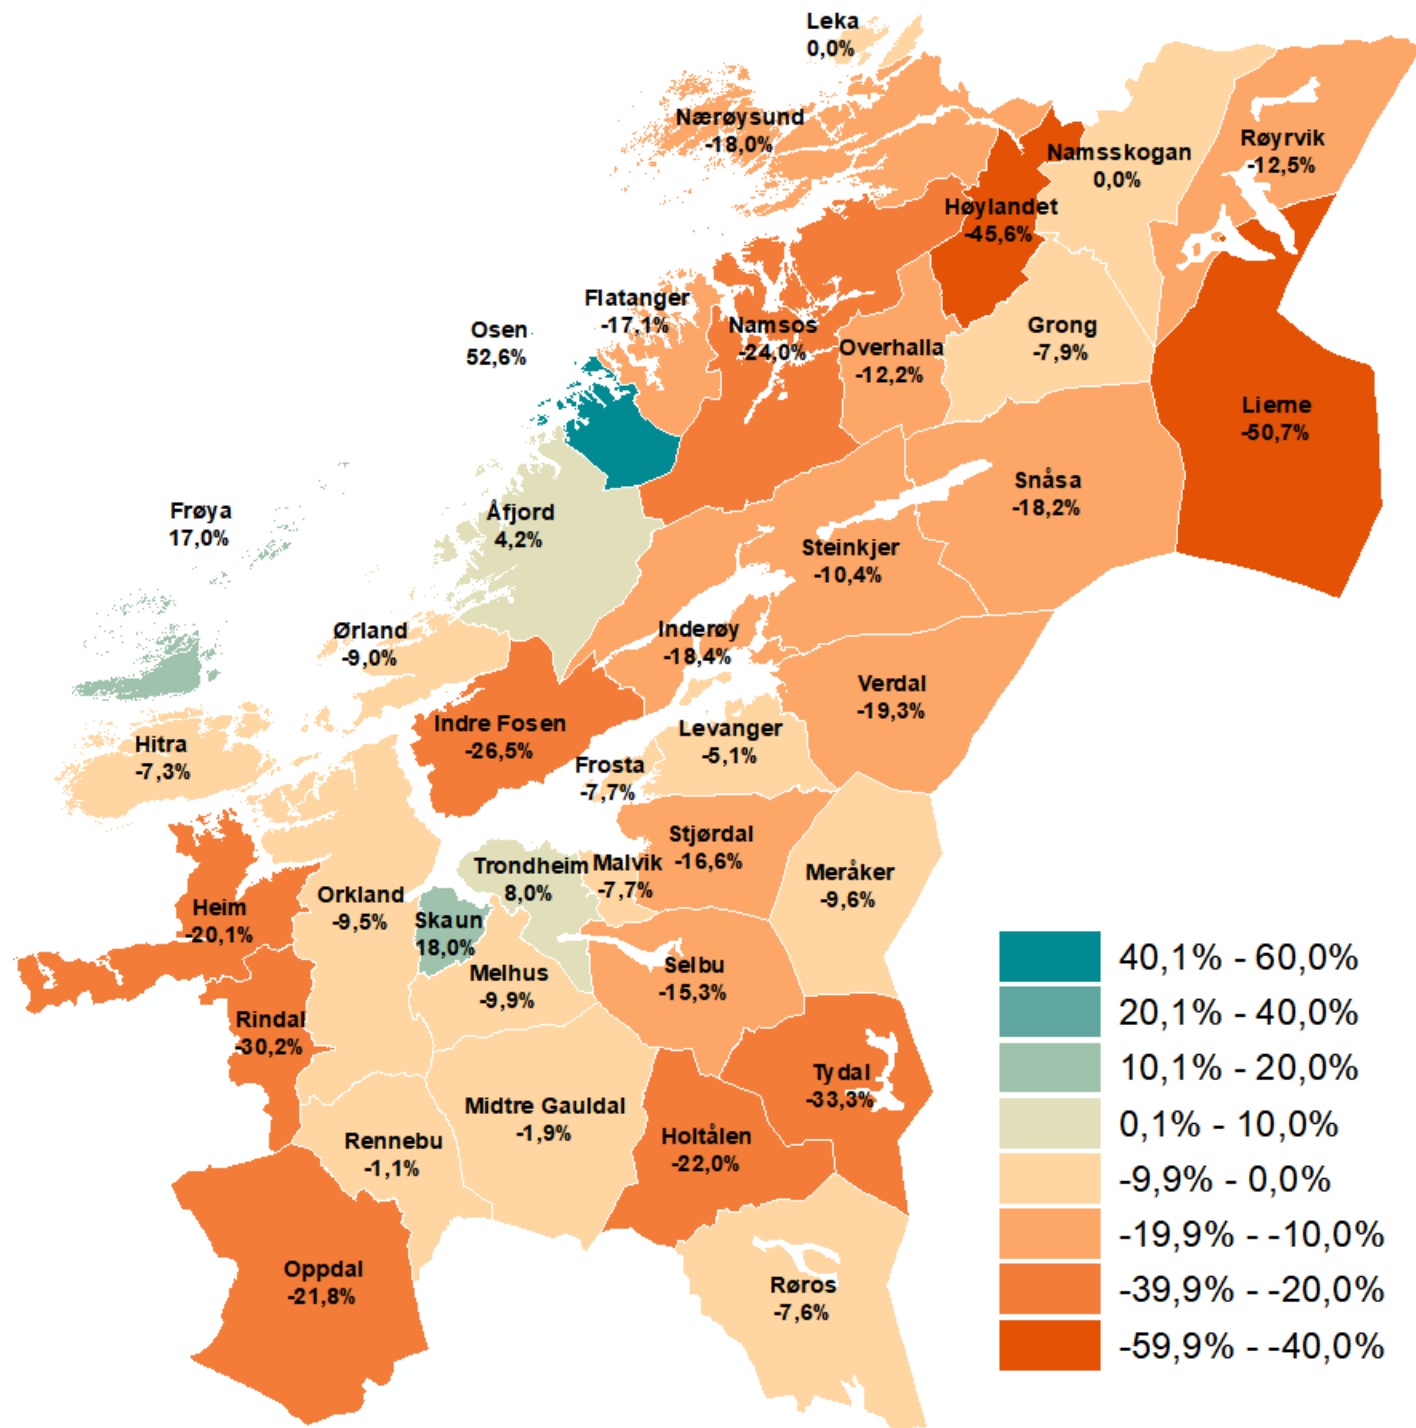 Leka
0,0%
Nærøysund
-18,0%
Namsskogan
0,0%
Røyrvik
-12,5%
Høylandet
-45,6%
Flatanger
-17,1%
Osen
52,6%
Namsos
-24,0%
Overhalla
-12,2%
Grong
-7,9%
Lierne
-50,7%
Snåsa
-18,2%
Frøya
17,0%
Åfjord
4,2%
Steinkjer
-10,4%
Ørland
-9,0%
Inderøy
-18,4%
Verdal
-19,3%
Indre Fosen
-26,5%
Levanger
-5,1%
Hitra
-7,3%
Frosta
-7,7%
Stjørdal
-16,6%
Trondheim
8,0%
Malvik
-7,7%
Meråker
-9,6%
Orkland
-9,5%
Heim
-20,1%
Skaun
18,0%
Melhus
-9,9%
Selbu
-15,3%
Rindal
-30,2%
Tydal
-33,3%
Midtre Gauldal
-1,9%
Rennebu
-1,1%
Holtålen
-22,0%
Oppdal
-21,8%
Røros
-7,6%
40,1% - 60,0%
20,1% - 40,0%
10,1% - 20,0%
0,1% - 10,0%
-9,9% - 0,0%
-19,9% - -10,0%
-39,9% - -20,0%
-59,9% - -40,0%